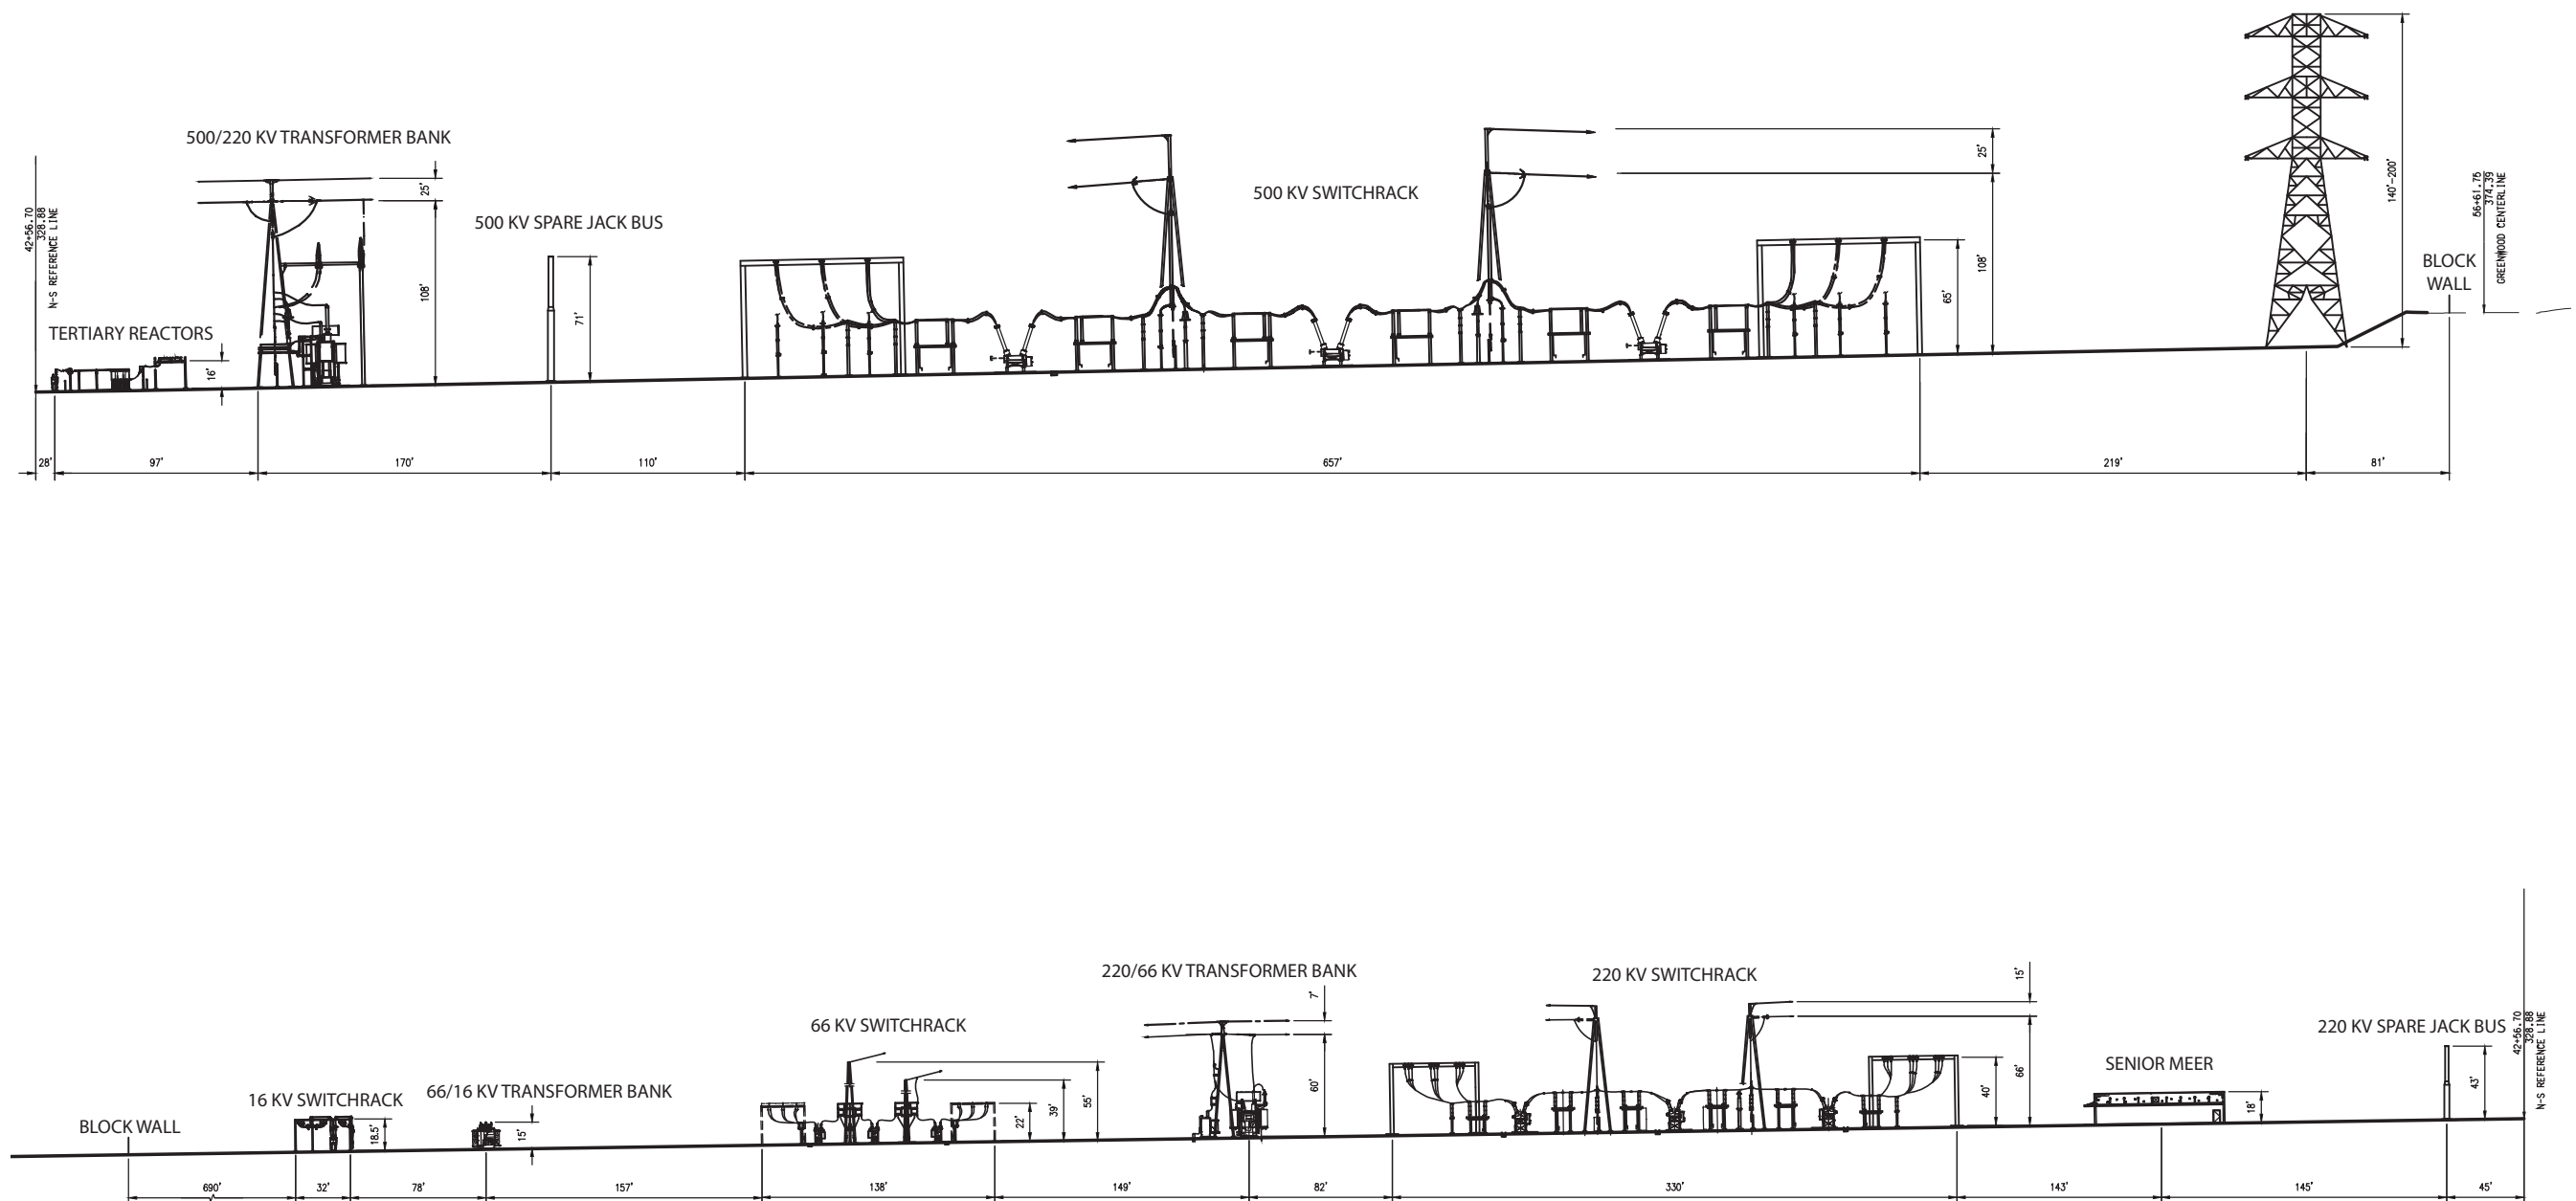 500/220 KV TRANSFORMER BANK
25'
108'
42+56.70
328.88
N-S REFERENCE LINE
TERTIARY REACTORS
16'
500 KV SPARE JACK BUS
71'
500 KV SWITCHRACK
25'
108'
65'
140'-200'
56+61.76
374.39
GREENWOOD CENTERLINE
BLOCK
WALL
28'
97'
170'
110'
657'
219'
81'
BLOCK WALL
16 KV SWITCHRACK
18.5'
66/16 KV TRANSFORMER BANK
15'
66 KV SWITCHRACK
22'
39'
55'
220/66 KV TRANSFORMER BANK
7'
60'
220 KV SWITCHRACK
15'
66'
40'
SENIOR MEER
18'
220 KV SPARE JACK BUS
43'
42+56.70
328.88
N-S REFERENCE LINE
690'
32'
78'
157'
138'
149'
82'
330'
143'
145'
45'